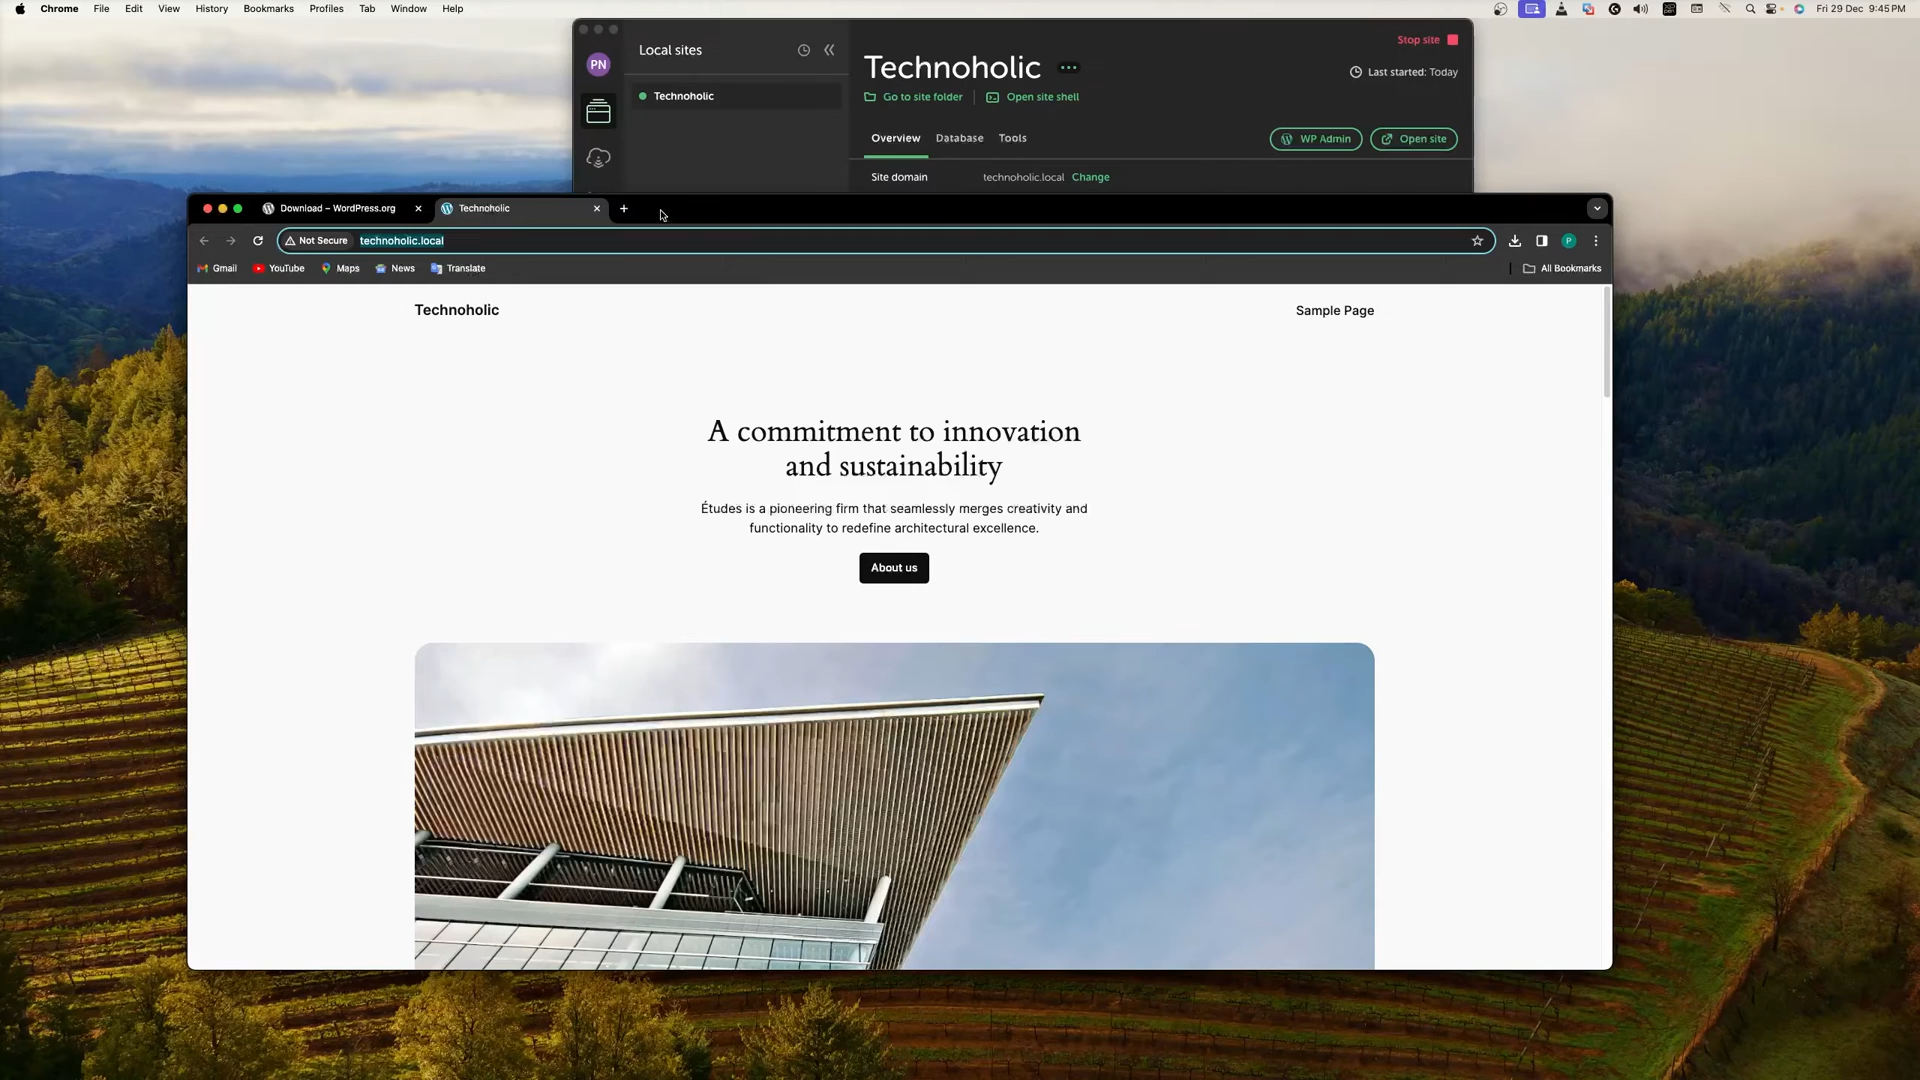 Chrome File Edit View History Bookmarks Profiles Tab Window Help
Fri 29 Dec 9:45 PM
PN
Local sites
Technoholic
Technoholic
Go to site folder
Open site shell
Stop site
Last started: Today
Overview Database Tools
WP Admin
Open site
Site domain technoholic.local Change
Download – WordPress.org
Technoholic
Not Secure technoholic.local
P
Gmail YouTube Maps News Translate
All Bookmarks
Technoholic
Sample Page
A commitment to innovation
and sustainability
Études is a pioneering firm that seamlessly merges creativity and
functionality to redefine architectural excellence.
About us